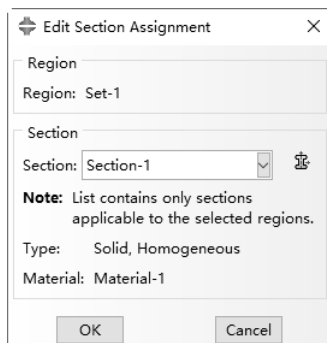 Edit Section Assignment
Region
Region: Set-1
Section
Section: Section-1
Note: List contains only sections
applicable to the selected regions.
Type: Solid, Homogeneous
Material: Material-1
OK Cancel